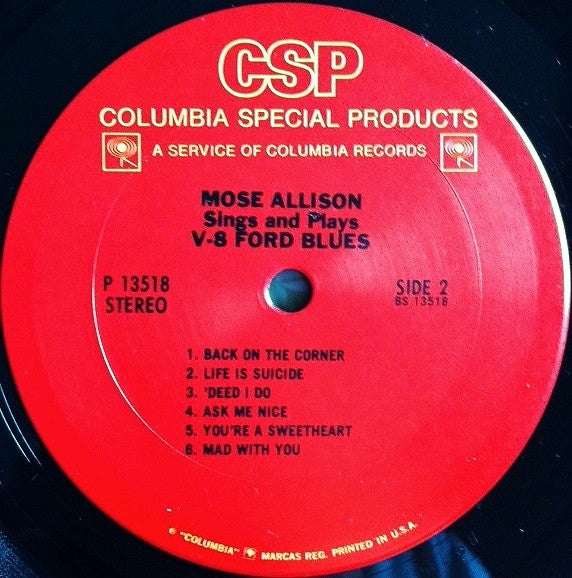 CSP
COLUMBIA SPECIAL PRODUCTS
A SERVICE OF COLUMBIA RECORDS
MOSE ALLISON
Sings and Plays
V-8 FORD BLUES
P 13518
STEREO
SIDE 2
BS 13518
1. BACK ON THE CORNER
2. LIFE IS SUICIDE
3. 'DEED I DO
4. ASK ME NICE
5. YOU'RE A SWEETHEART
6. MAD WITH YOU
® "COLUMBIA" MARCAS REG. PRINTED IN U.S.A.